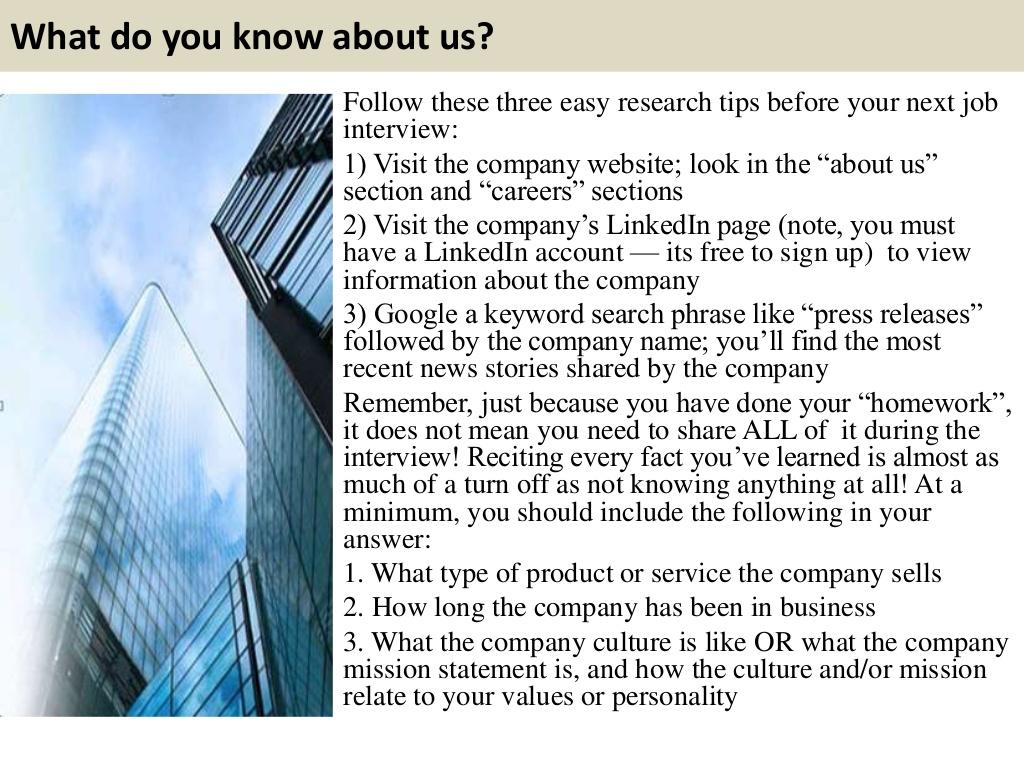 What do you know about us?
Follow these three easy research tips before your next job
interview:
1) Visit the company website; look in the “about us”
section and “careers” sections
2) Visit the company’s LinkedIn page (note, you must
have a LinkedIn account — its free to sign up)  to view
information about the company
3) Google a keyword search phrase like “press releases”
followed by the company name; you’ll find the most
recent news stories shared by the company
Remember, just because you have done your “homework”,
it does not mean you need to share ALL of  it during the
interview! Reciting every fact you’ve learned is almost as
much of a turn off as not knowing anything at all! At a
minimum, you should include the following in your
answer:
1. What type of product or service the company sells
2. How long the company has been in business
3. What the company culture is like OR what the company
mission statement is, and how the culture and/or mission
relate to your values or personality